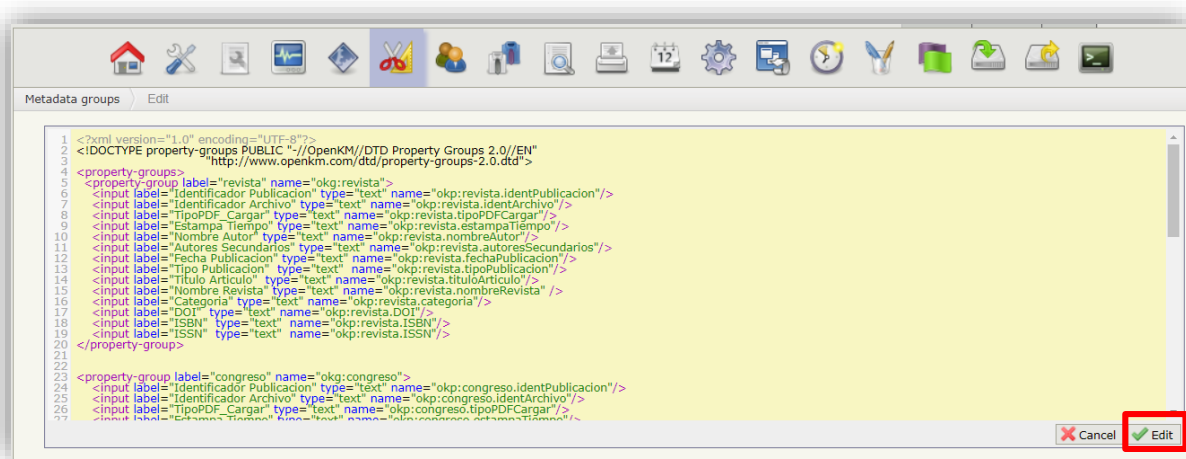 12
Metadata groups Edit
1 <?xml version="1.0" encoding="UTF-8"?>
2 <!DOCTYPE property-groups PUBLIC "-//OpenKM//DTD Property Groups 2.0//EN"
3 "http://www.openkm.com/dtd/property-groups-2.0.dtd">
4 <property-groups>
5 <property-group label="revista" name="okg:revista">
6 <input label="Identificador Publicacion" type="text" name="okp:revista.identPublicacion"/>
7 <input label="Identificador Archivo" type="text" name="okp:revista.identArchivo"/>
8 <input label="TipoPDF_Cargar" type="text" name="okp:revista.tipoPDFCargar"/>
9 <input label="Estampa Tiempo" type="text" name="okp:revista.estampaTiempo"/>
10 <input label="Nombre Autor" type="text" name="okp:revista.nombreAutor"/>
11 <input label="Autores Secundarios" type="text" name="okp:revista.autoresSecundarios"/>
12 <input label="Fecha Publicacion" type="text" name="okp:revista.fechaPublicacion"/>
13 <input label="Tipo Publicacion" type="text" name="okp:revista.tipoPublicacion"/>
14 <input label="Titulo Articulo" type="text" name="okp:revista.tituloArticulo"/>
15 <input label="Nombre Revista" type="text" name="okp:revista.nombreRevista" />
16 <input label="Categoria" type="text" name="okp:revista.categoria"/>
17 <input label="DOI" type="text" name="okp:revista.DOI"/>
18 <input label="ISBN" type="text" name="okp:revista.ISBN"/>
19 <input label="ISSN" type="text" name="okp:revista.ISSN"/>
20 </property-group>
21
22
23 <property-group label="congreso" name="okg:congreso">
24 <input label="Identificador Publicacion" type="text" name="okp:congreso.identPublicacion"/>
25 <input label="Identificador Archivo" type="text" name="okp:congreso.identArchivo"/>
26 <input label="TipoPDF_Cargar" type="text" name="okp:congreso.tipoPDFCargar"/>
27 <input label="Estampa Tiempo" type="text" name="okp:congreso.estampaTiempo"/>
Cancel Edit